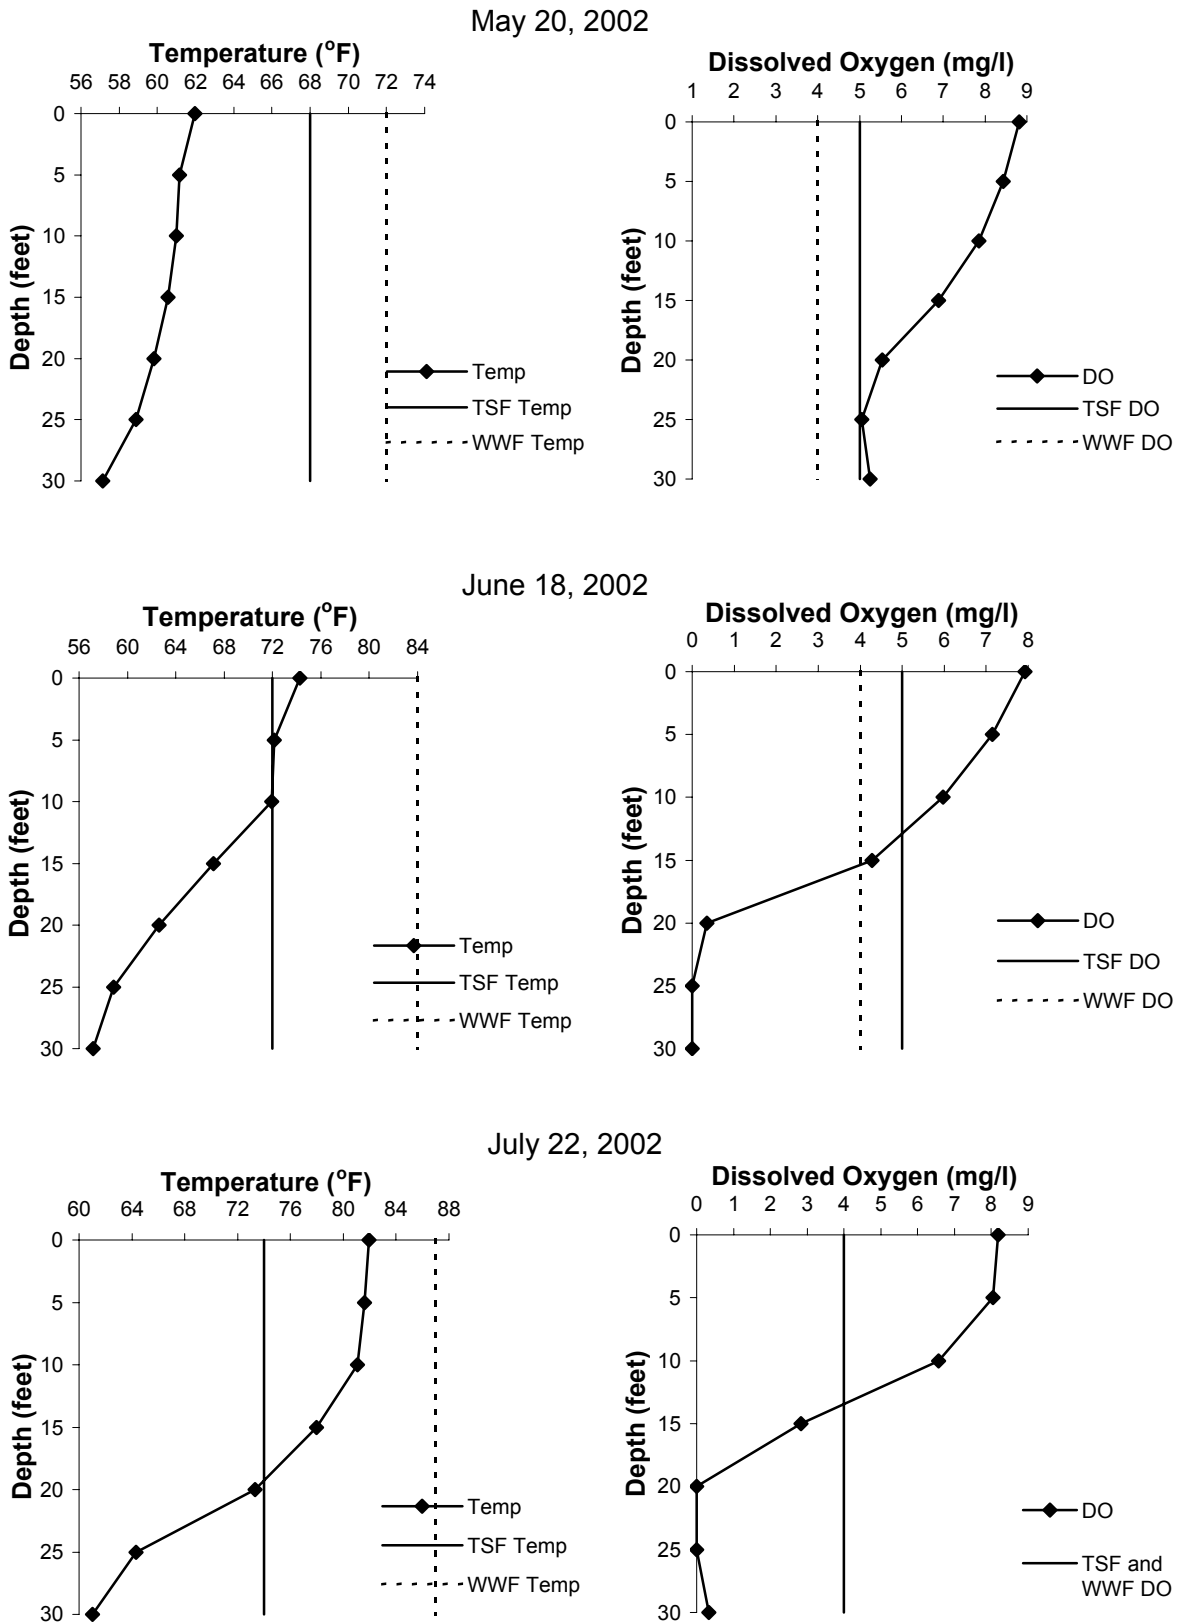 May 20, 2002
Temperature (°F)
56 58 60 62 64 66 68 70 72 74
0
5
10
15
20
25
30
Depth (feet)
Temp
TSF Temp
WWF Temp
Dissolved Oxygen (mg/l)
1 2 3 4 5 6 7 8 9
0
5
10
15
20
25
30
Depth (feet)
DO
TSF DO
WWF DO
June 18, 2002
Temperature (°F)
56 60 64 68 72 76 80 84
0
5
10
15
20
25
30
Depth (feet)
Temp
TSF Temp
WWF Temp
Dissolved Oxygen (mg/l)
0 1 2 3 4 5 6 7 8
0
5
10
15
20
25
30
Depth (feet)
DO
TSF DO
WWF DO
July 22, 2002
Temperature (°F)
60 64 68 72 76 80 84 88
0
5
10
15
20
25
30
Depth (feet)
Temp
TSF Temp
WWF Temp
Dissolved Oxygen (mg/l)
0 1 2 3 4 5 6 7 8 9
0
5
10
15
20
25
30
Depth (feet)
DO
TSF and
WWF DO